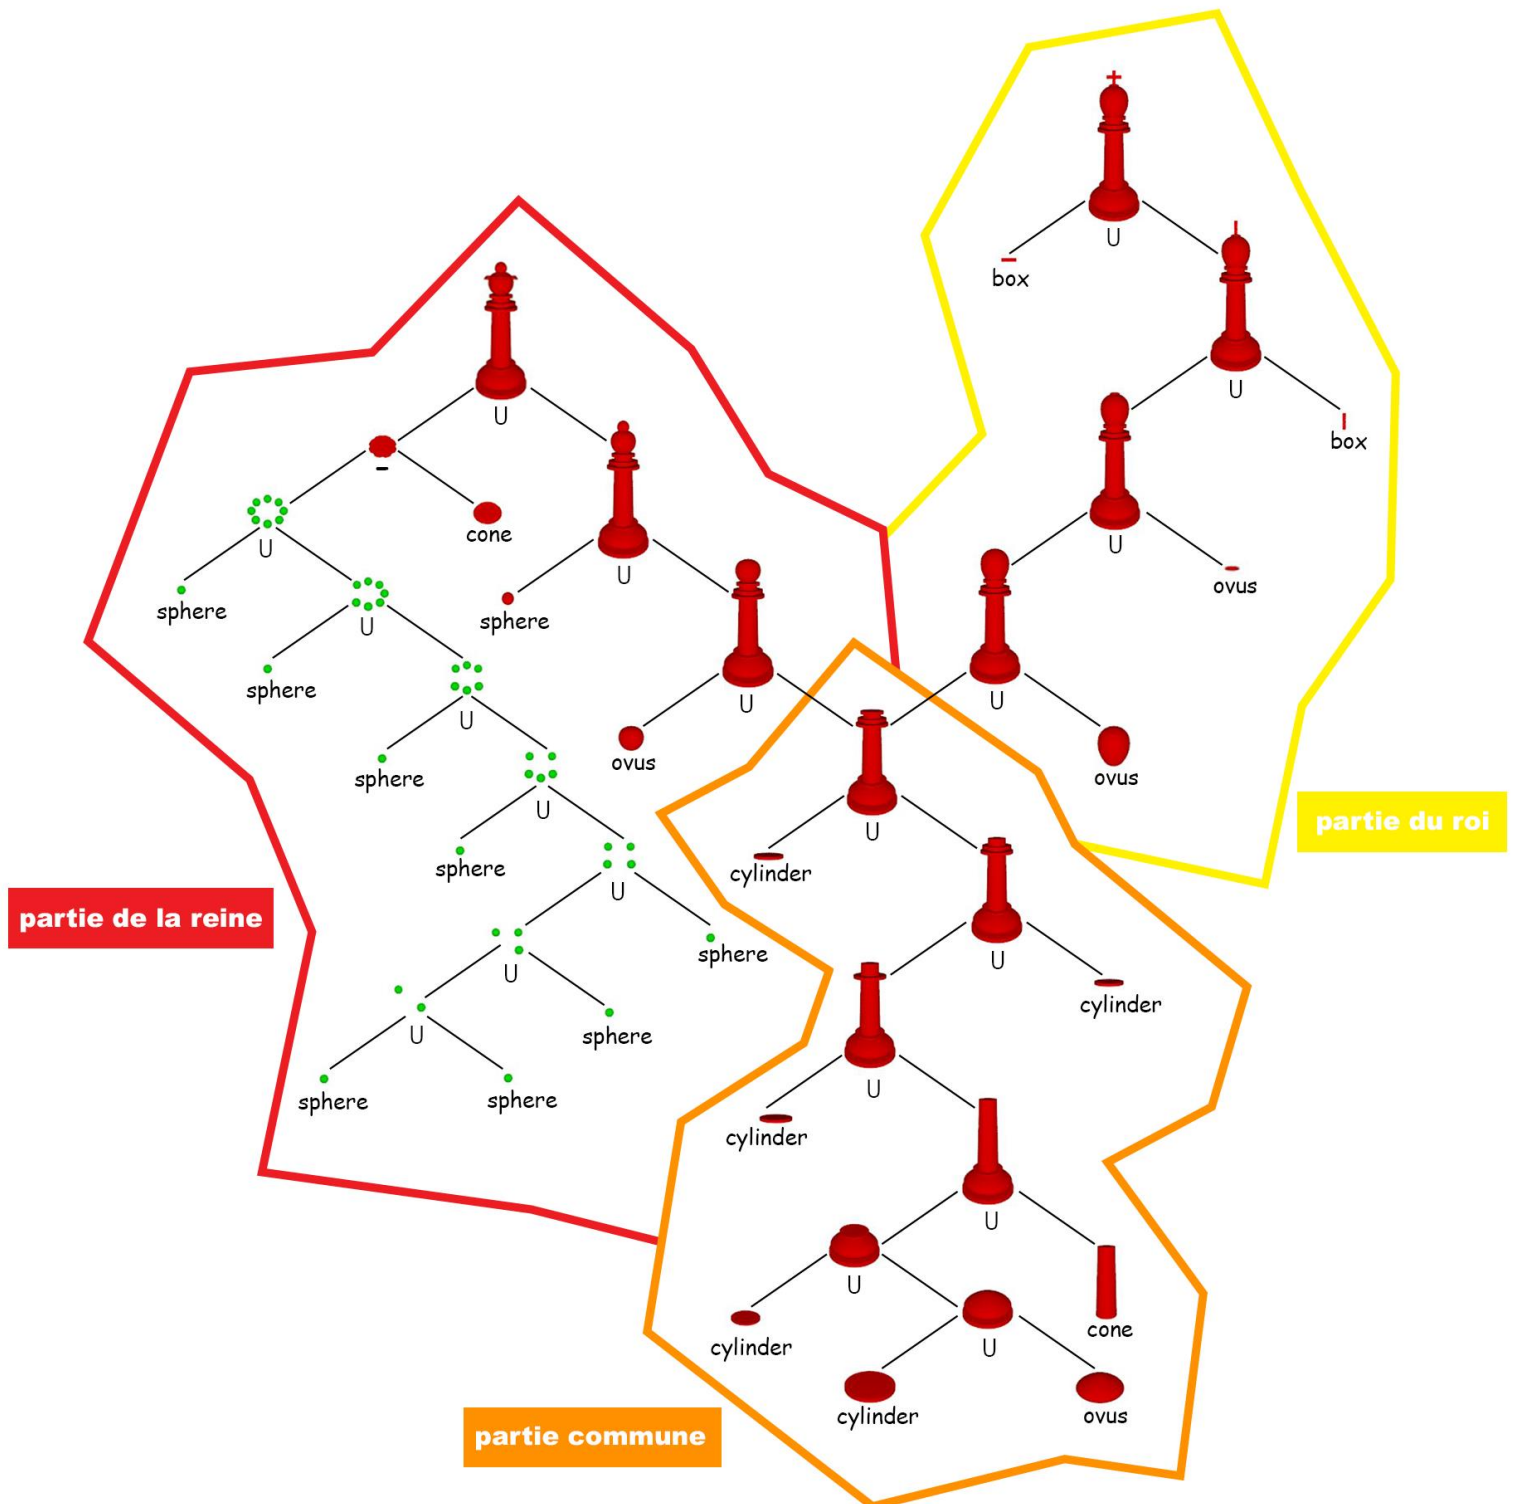 U
box
U
box
U
U
cone
ovus
U
sphere
sphere
U
U
sphere
U
U
sphere
U
ovus
sphere
ovus
U
partie du roi
U
cylinder
sphere
U
partie de la reine
sphere
U
U
cylinder
sphere
U
U
sphere
sphere
cylinder
U
cylinder
U
cone
U
cylinder
ovus
partie commune